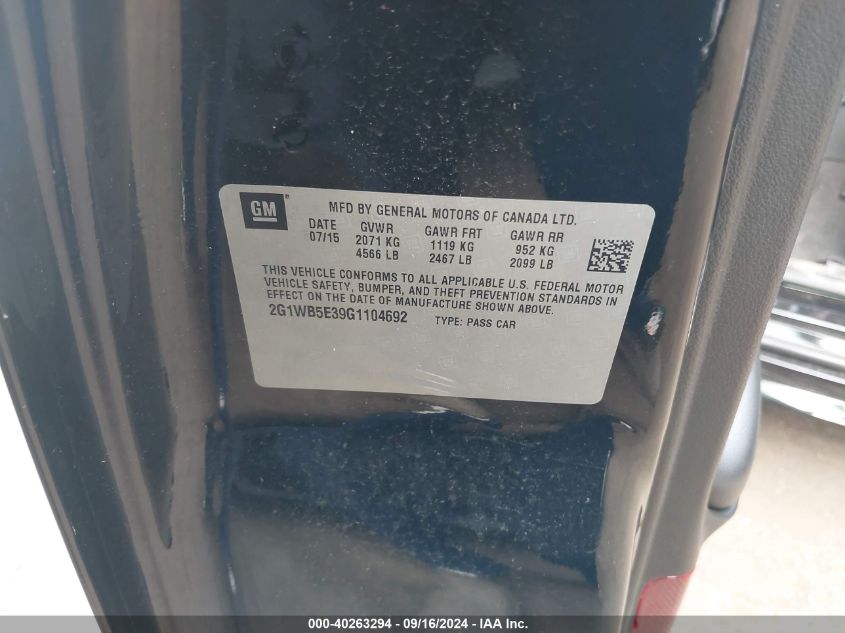 GM
MFD BY GENERAL MOTORS OF CANADA LTD.
DATE GVWR GAWR FRT GAWR RR
07/15 2071 KG 1119 KG 952 KG
4566 LB 2467 LB 2099 LB
THIS VEHICLE CONFORMS TO ALL APPLICABLE U.S. FEDERAL MOTOR
VEHICLE SAFETY, BUMPER, AND THEFT PREVENTION STANDARDS IN
EFFECT ON THE DATE OF MANUFACTURE SHOWN ABOVE.
2G1WB5E39G1104692 TYPE: PASS CAR
000-40263294 - 09/16/2024 - IAA Inc.